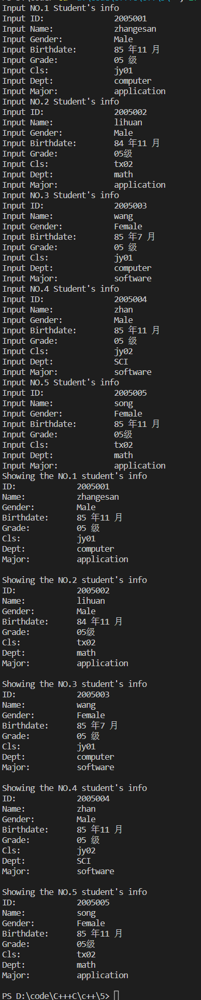 Input NO.1 Student's info
Input ID: 2005001
Input Name: zhangesan
Input Gender: Male
Input Birthdate: 85 年11 月
Input Grade: 05 级
Input Cls: jy01
Input Dept: computer
Input Major: application
Input NO.2 Student's info
Input ID: 2005002
Input Name: lihuan
Input Gender: Male
Input Birthdate: 84 年11 月
Input Grade: 05级
Input Cls: tx02
Input Dept: math
Input Major: application
Input NO.3 Student's info
Input ID: 2005003
Input Name: wang
Input Gender: Female
Input Birthdate: 85 年7 月
Input Grade: 05 级
Input Cls: jy01
Input Dept: computer
Input Major: software
Input NO.4 Student's info
Input ID: 2005004
Input Name: zhan
Input Gender: Male
Input Birthdate: 85 年11 月
Input Grade: 05 级
Input Cls: jy02
Input Dept: SCI
Input Major: software
Input NO.5 Student's info
Input ID: 2005005
Input Name: song
Input Gender: Female
Input Birthdate: 85 年11 月
Input Grade: 05级
Input Cls: tx02
Input Dept: math
Input Major: application
Showing the NO.1 student's info
ID: 2005001
Name: zhangesan
Gender: Male
Birthdate: 85 年11 月
Grade: 05 级
Cls: jy01
Dept: computer
Major: application
Showing the NO.2 student's info
ID: 2005002
Name: lihuan
Gender: Male
Birthdate: 84 年11 月
Grade: 05级
Cls: tx02
Dept: math
Major: application
Showing the NO.3 student's info
ID: 2005003
Name: wang
Gender: Female
Birthdate: 85 年7 月
Grade: 05 级
Cls: jy01
Dept: computer
Major: software
Showing the NO.4 student's info
ID: 2005004
Name: zhan
Gender: Male
Birthdate: 85 年11 月
Grade: 05 级
Cls: jy02
Dept: SCI
Major: software
Showing the NO.5 student's info
ID: 2005005
Name: song
Gender: Female
Birthdate: 85 年11 月
Grade: 05级
Cls: tx02
Dept: math
Major: application
PS D:\code\C+++C\c++\5>